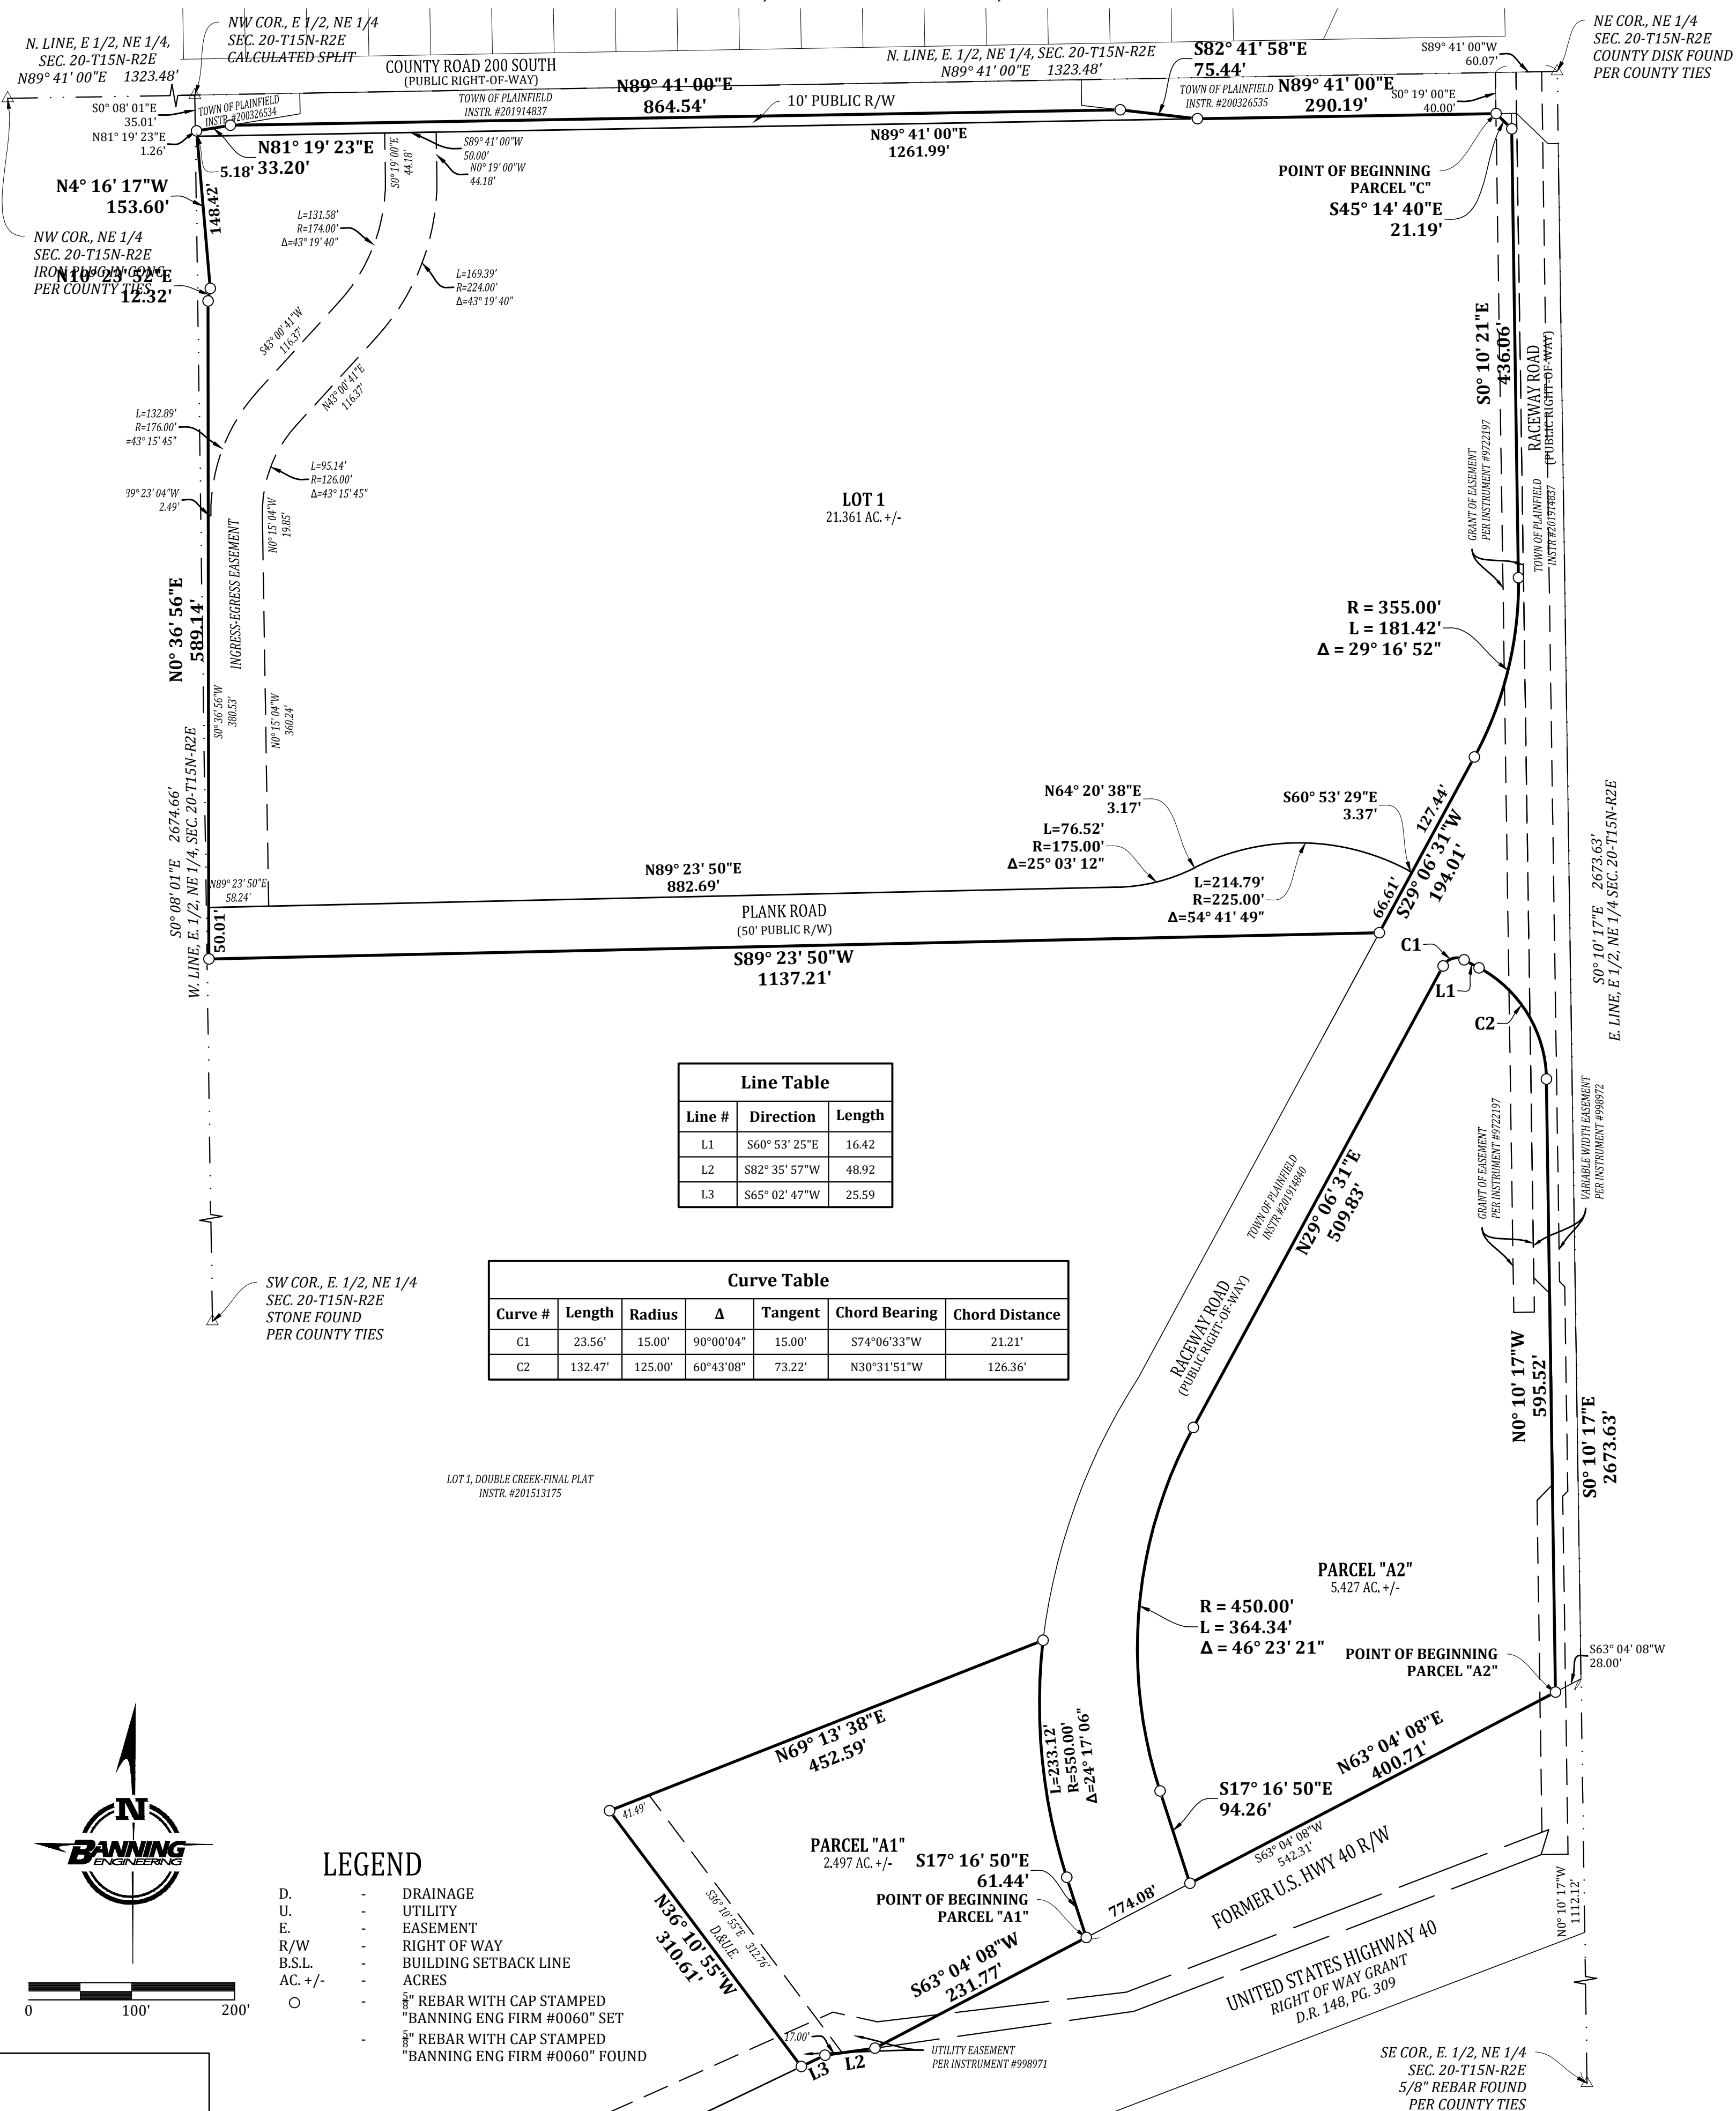 NW COR., E 1/2, NE 1/4
SEC. 20-T15N-R2E
CALCULATED SPLIT
N. LINE, E 1/2, NE 1/4,
SEC. 20-T15N-R2E
N89° 41' 00"E 1323.48'
COUNTY ROAD 200 SOUTH
(PUBLIC RIGHT-OF-WAY)
N. LINE, E. 1/2, NE 1/4, SEC. 20-T15N-R2E
N89° 41' 00"E 1323.48'
S82° 41' 58"E
75.44'
S89° 41' 00"W
60.07'
NE COR., NE 1/4
SEC. 20-T15N-R2E
COUNTY DISK FOUND
PER COUNTY TIES
S0° 08' 01"E
35.01'
N81° 19' 23"E
1.26'
TOWN OF PLAINFIELD
INSTR. #200326534
TOWN OF PLAINFIELD
INSTR. #201914837
N89° 41' 00"E
864.54'
10' PUBLIC R/W
TOWN OF PLAINFIELD
INSTR. #200326535
N89° 41' 00"E
290.19'
S0° 19' 00"E
40.00'
N89° 41' 00"E
1261.99'
N81° 19' 23"E
33.20'
5.18'
S89° 41' 00"W
50.00'
N0° 19' 00"W
44.18'
S0° 19' 00"E
44.18'
POINT OF BEGINNING
PARCEL "C"
S45° 14' 40"E
21.19'
N4° 16' 17"W
153.60'
148.42'
NW COR., NE 1/4
SEC. 20-T15N-R2E
IRON PLUG IN CONC.
PER COUNTY TIES
N10° 23' 52"E
12.32'
L=131.58'
R=174.00'
Δ=43° 19' 40"
L=169.39'
R=224.00'
Δ=43° 19' 40"
S43° 00' 41"W
116.37'
N43° 00' 41"E
116.37'
L=132.89'
R=176.00'
=43° 15' 45"
L=95.14'
R=126.00'
Δ=43° 15' 45"
39° 23' 04"W
2.49'
N0° 15' 04"W
19.85'
INGRESS-EGRESS EASEMENT
LOT 1
21.361 AC. +/-
S0° 10' 21"E
436.06'
RACEWAY ROAD
(PUBLIC RIGHT-OF-WAY)
GRANT OF EASEMENT
PER INSTRUMENT #9722197
TOWN OF PLAINFIELD
INSTR #201914837
N0° 36' 56"E
589.14'
S0° 36' 56"W
380.53'
N0° 15' 04"W
360.24'
R = 355.00'
L = 181.42'
Δ = 29° 16' 52"
S0° 08' 01"E 2674.66'
W. LINE, E. 1/2, NE 1/4, SEC. 20-T15N-R2E
N64° 20' 38"E
3.17'
L=76.52'
R=175.00'
Δ=25° 03' 12"
S60° 53' 29"E
3.37'
127.44'
S29° 06' 31"W
194.01'
66.61'
L=214.79'
R=225.00'
Δ=54° 41' 49"
S0° 10' 17"E 2673.63'
E. LINE, E 1/2, NE 1/4 SEC. 20-T15N-R2E
N89° 23' 50"E
58.24'
50.01'
N89° 23' 50"E
882.69'
PLANK ROAD
(50' PUBLIC R/W)
S89° 23' 50"W
1137.21'
C1
L1
C2
Line Table
Line # Direction Length
L1 S60° 53' 25"E 16.42
L2 S82° 35' 57"W 48.92
L3 S65° 02' 47"W 25.59
TOWN OF PLAINFIELD
INSTR #201914840
N29° 06' 31"E
509.83'
GRANT OF EASEMENT
PER INSTRUMENT #9722197
VARIABLE WIDTH EASEMENT
PER INSTRUMENT #998972
SW COR., E. 1/2, NE 1/4
SEC. 20-T15N-R2E
STONE FOUND
PER COUNTY TIES
Curve Table
Curve # Length Radius Δ Tangent Chord Bearing Chord Distance
C1 23.56' 15.00' 90°00'04" 15.00' S74°06'33"W 21.21'
C2 132.47' 125.00' 60°43'08" 73.22' N30°31'51"W 126.36'
RACEWAY ROAD
(PUBLIC RIGHT-OF-WAY)
N0° 10' 17"W
595.52'
S0° 10' 17"E
2673.63'
LOT 1, DOUBLE CREEK-FINAL PLAT
INSTR. #201513175
PARCEL "A2"
5.427 AC. +/-
R = 450.00'
L = 364.34'
Δ = 46° 23' 21"
POINT OF BEGINNING
PARCEL "A2"
S63° 04' 08"W
28.00'
N69° 13' 38"E
452.59'
L=233.12'
R=550.00'
Δ=24° 17' 06"
N63° 04' 08"E
400.71'
S17° 16' 50"E
94.26'
41.49'
PARCEL "A1"
2.497 AC. +/-
S17° 16' 50"E
61.44'
POINT OF BEGINNING
PARCEL "A1"
S63° 04' 08"W
542.31'
774.08'
FORMER U.S. HWY 40 R/W
N0° 10' 17"W
1112.12'
N36° 10' 55"W
310.61'
S36° 10' 55"E 312.76'
D.&U.E.
S63° 04' 08"W
231.77'
UNITED STATES HIGHWAY 40
RIGHT OF WAY GRANT
D.R. 148, PG. 309
17.00'
L3
L2
UTILITY EASEMENT
PER INSTRUMENT #998971
SE COR., E. 1/2, NE 1/4
SEC. 20-T15N-R2E
5/8" REBAR FOUND
PER COUNTY TIES
N
BANNING
ENGINEERING
0 100' 200'
LEGEND
D. - DRAINAGE
U. - UTILITY
E. - EASEMENT
R/W - RIGHT OF WAY
B.S.L. - BUILDING SETBACK LINE
AC. +/- - ACRES
- 5/8" REBAR WITH CAP STAMPED
"BANNING ENG FIRM #0060" SET
- 5/8" REBAR WITH CAP STAMPED
"BANNING ENG FIRM #0060" FOUND